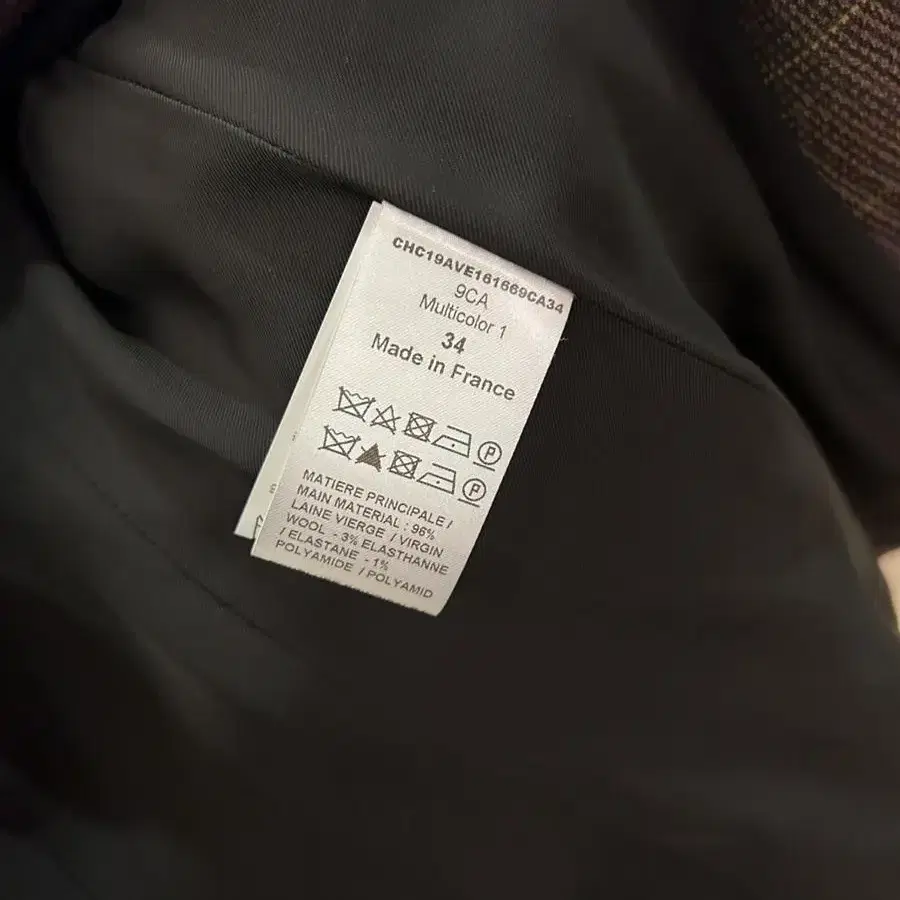 CHC19AVE161669CA34
9CA
Multicolor 1
34
Made in France
P
P
MATIERE PRINCIPALE /
MAIN MATERIAL : 96%
LAINE VIERGE / VIRGIN
WOOL - 3% ELASTHANNE
/ ELASTANE - 1%
POLYAMIDE / POLYAMID